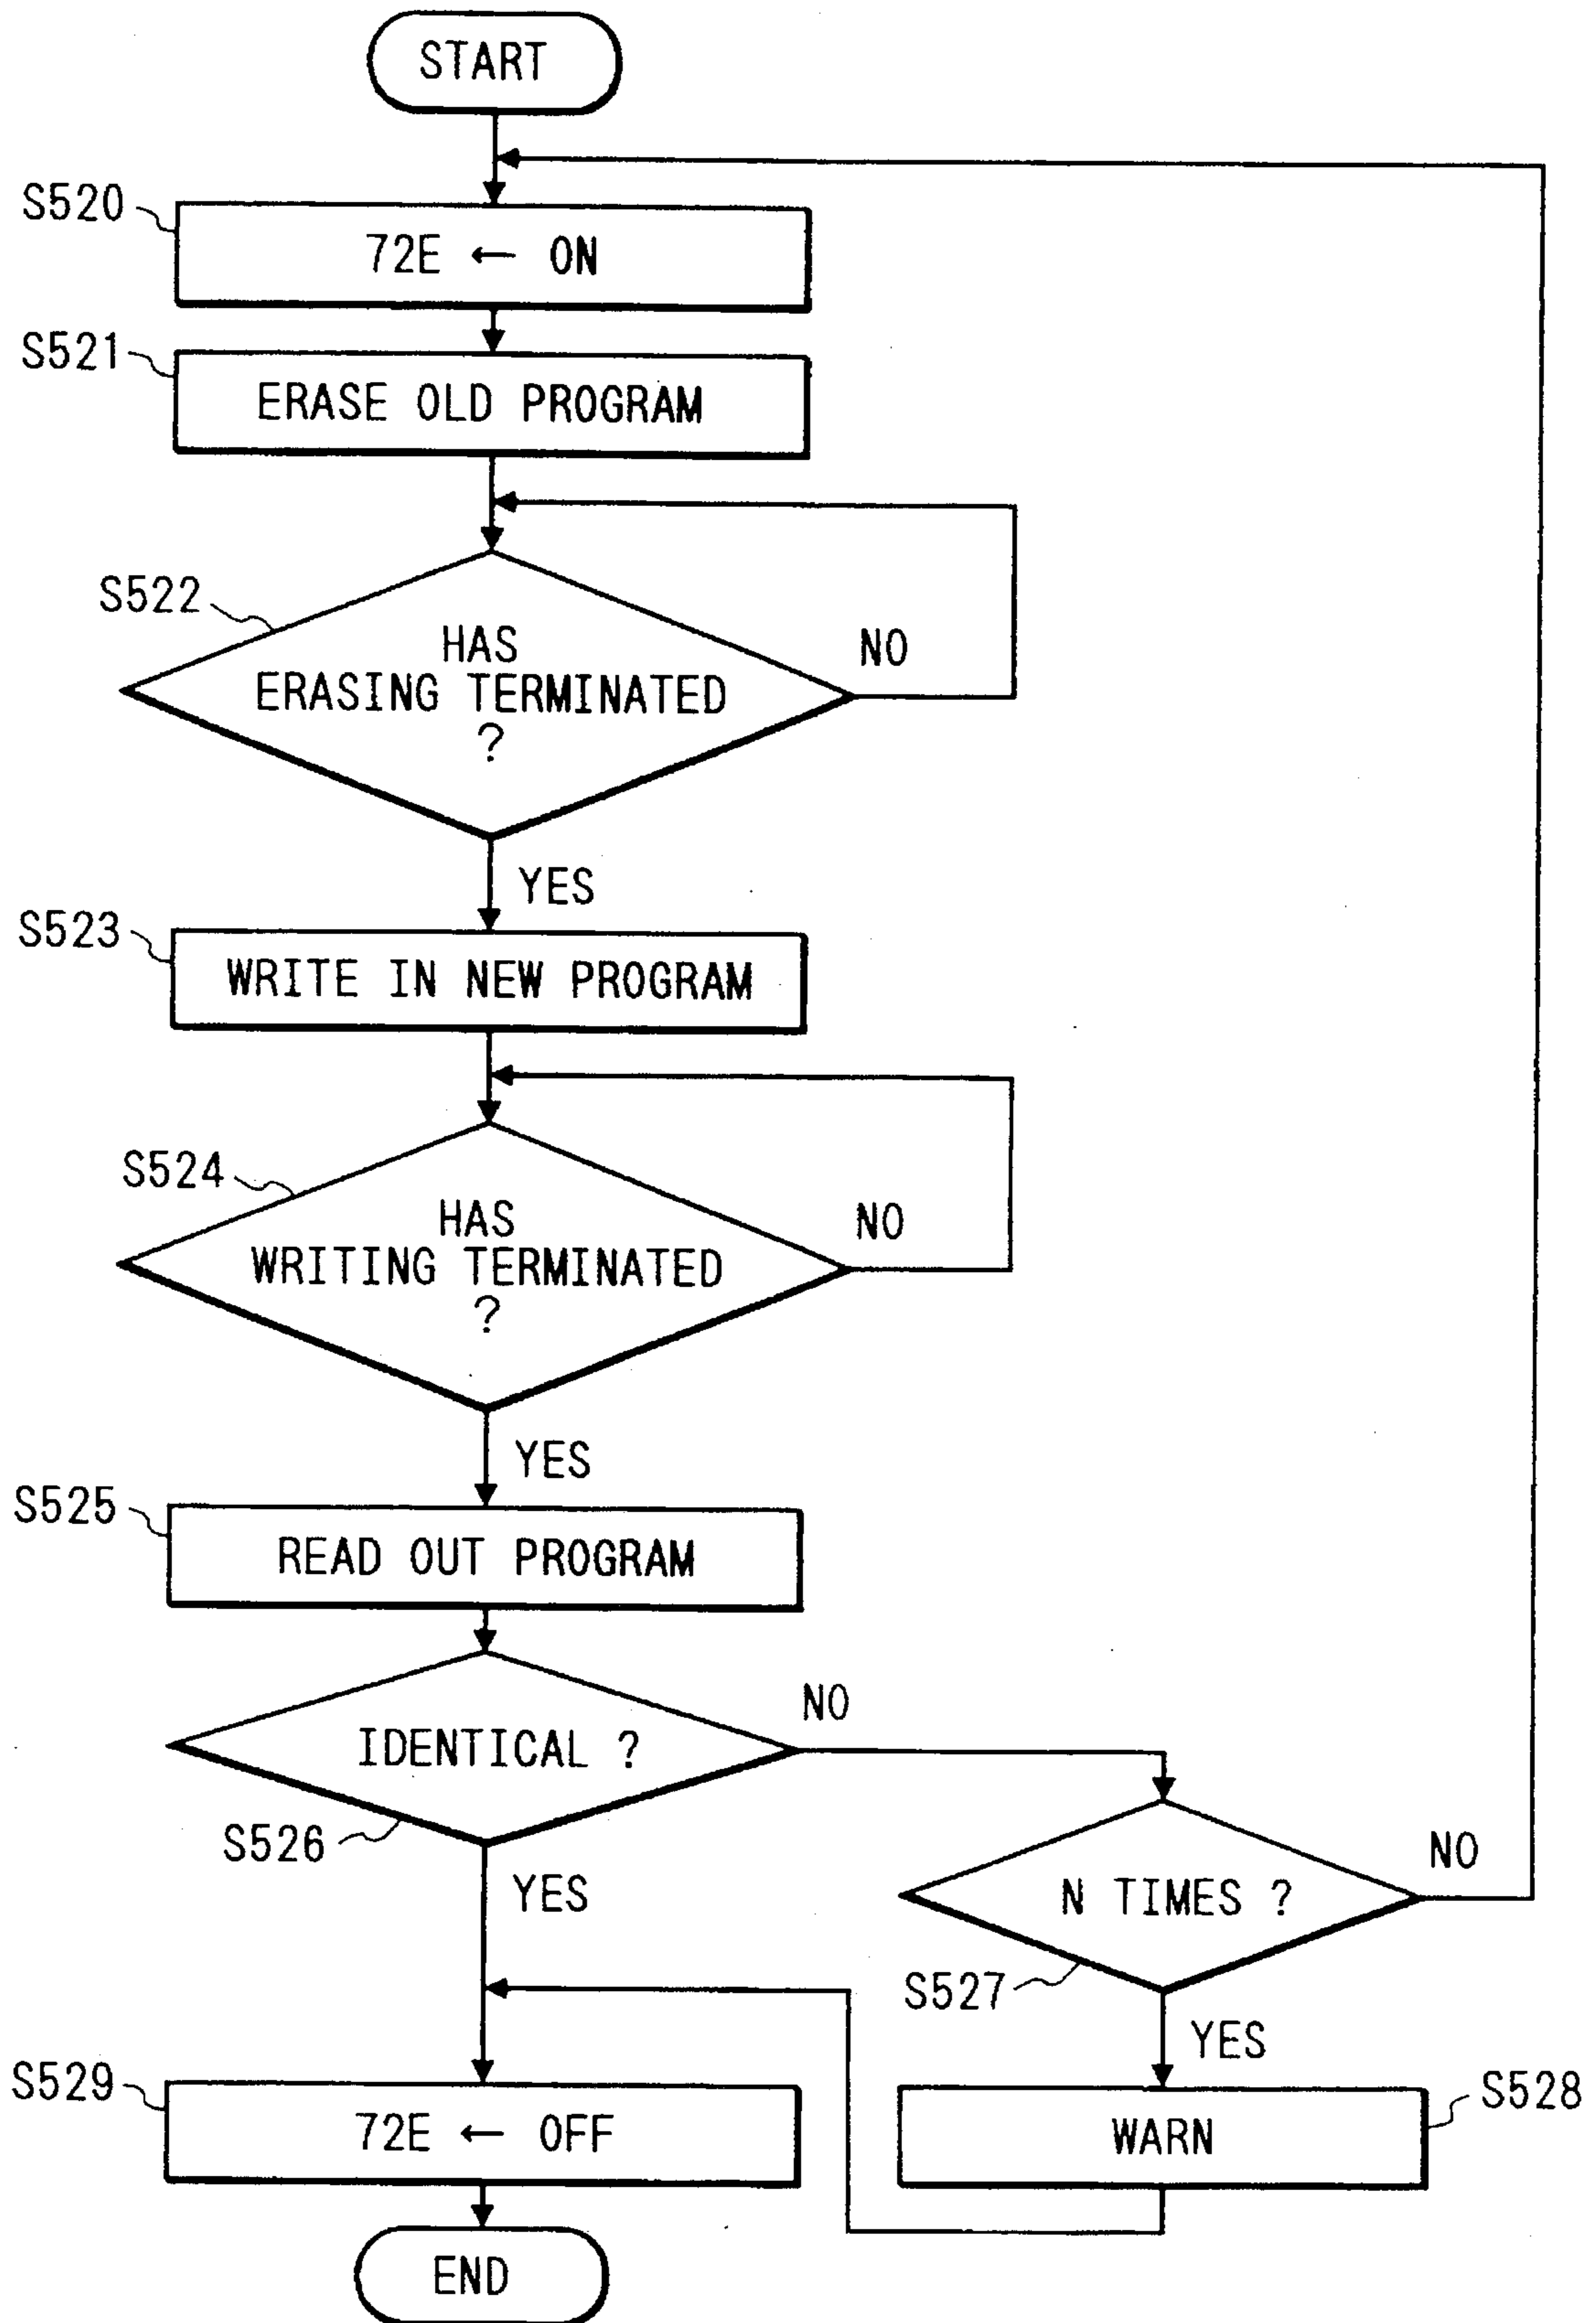 START
S520
72E ← ON
S521
ERASE OLD PROGRAM
S522
HAS
ERASING TERMINATED
?
NO
YES
S523
WRITE IN NEW PROGRAM
S524
HAS
WRITING TERMINATED
?
NO
YES
S525
READ OUT PROGRAM
IDENTICAL ?
NO
S526
YES
N TIMES ?
NO
S527
YES
S528
WARN
S529
72E ← OFF
END